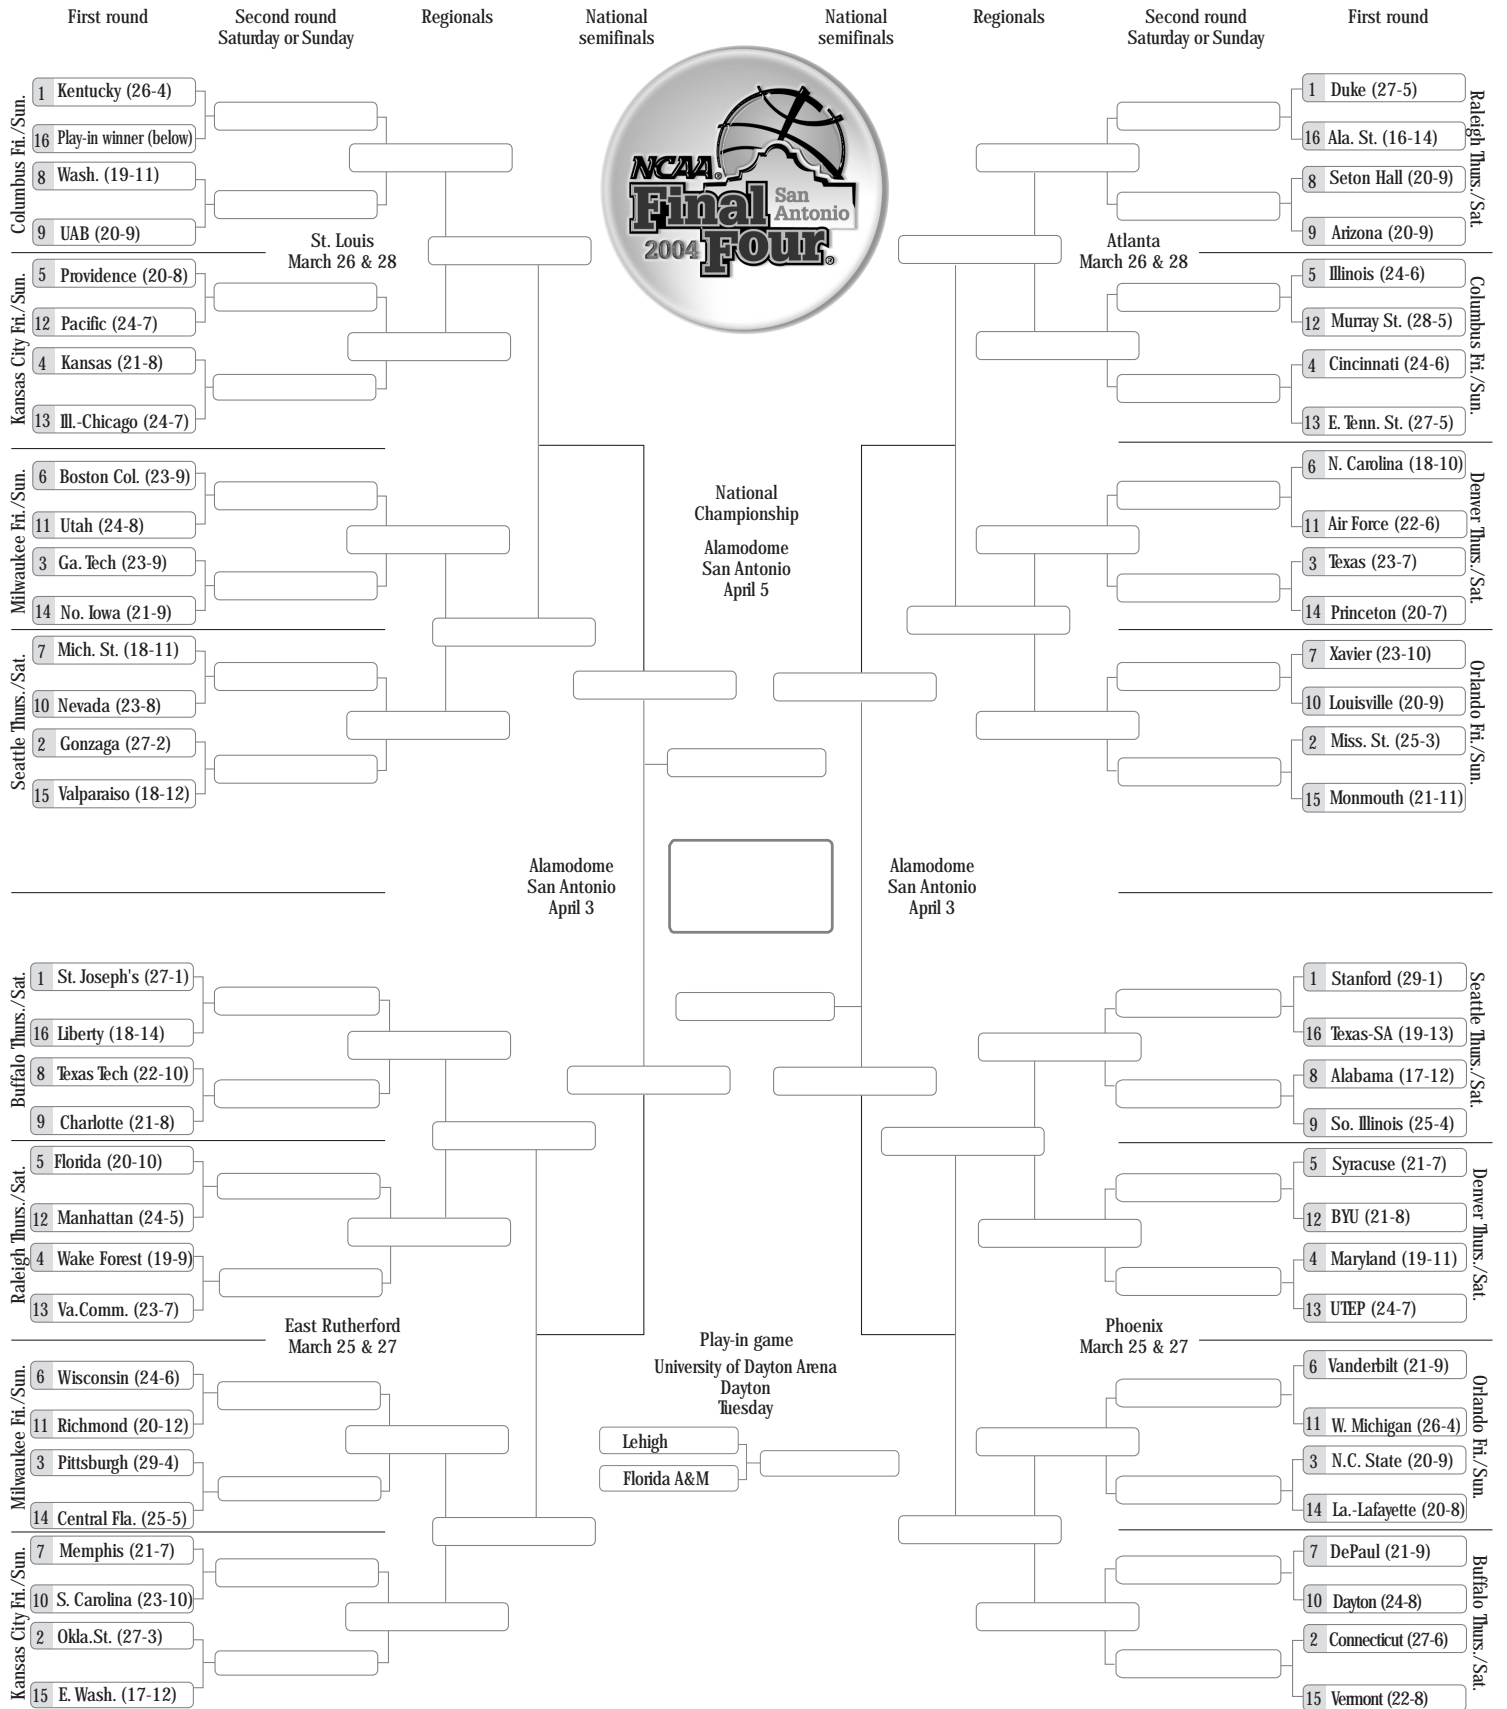 First round
Second round
Saturday or Sunday
Regionals
National
semifinals
National
semifinals
Regionals
Second round
Saturday or Sunday
First round
Columbus Fri./Sun.
1 Kentucky (26-4)
16 Play-in winner (below)
8 Wash. (19-11)
9 UAB (20-9)
St. Louis
March 26 & 28
Kansas City Fri./Sun.
5 Providence (20-8)
12 Pacific (24-7)
4 Kansas (21-8)
13 Ill.-Chicago (24-7)
Milwaukee Fri./Sun.
6 Boston Col. (23-9)
11 Utah (24-8)
3 Ga. Tech (23-9)
14 No. Iowa (21-9)
Seattle Thurs./Sat.
7 Mich. St. (18-11)
10 Nevada (23-8)
2 Gonzaga (27-2)
15 Valparaiso (18-12)
NCAA®
Final
San
Antonio
2004 Four®
Raleigh Thurs./Sat.
1 Duke (27-5)
16 Ala. St. (16-14)
8 Seton Hall (20-9)
9 Arizona (20-9)
Atlanta
March 26 & 28
Columbus Fri./Sun.
5 Illinois (24-6)
12 Murray St. (28-5)
4 Cincinnati (24-6)
13 E. Tenn. St. (27-5)
Denver Thurs./Sat.
6 N. Carolina (18-10)
11 Air Force (22-6)
3 Texas (23-7)
14 Princeton (20-7)
Orlando Fri./Sun.
7 Xavier (23-10)
10 Louisville (20-9)
2 Miss. St. (25-3)
15 Monmouth (21-11)
National
Championship
Alamodome
San Antonio
April 5
Alamodome
San Antonio
April 3
Alamodome
San Antonio
April 3
Buffalo Thurs./Sat.
1 St. Joseph's (27-1)
16 Liberty (18-14)
8 Texas Tech (22-10)
9 Charlotte (21-8)
Raleigh Thurs./Sat.
5 Florida (20-10)
12 Manhattan (24-5)
4 Wake Forest (19-9)
13 Va.Comm. (23-7)
East Rutherford
March 25 & 27
Milwaukee Fri./Sun.
6 Wisconsin (24-6)
11 Richmond (20-12)
3 Pittsburgh (29-4)
14 Central Fla. (25-5)
Kansas City Fri./Sun.
7 Memphis (21-7)
10 S. Carolina (23-10)
2 Okla.St. (27-3)
15 E. Wash. (17-12)
Play-in game
University of Dayton Arena
Dayton
Tuesday
Lehigh
Florida A&M
Seattle Thurs./Sat.
1 Stanford (29-1)
16 Texas-SA (19-13)
8 Alabama (17-12)
9 So. Illinois (25-4)
Denver Thurs./Sat.
5 Syracuse (21-7)
12 BYU (21-8)
4 Maryland (19-11)
13 UTEP (24-7)
Phoenix
March 25 & 27
Orlando Fri./Sun.
6 Vanderbilt (21-9)
11 W. Michigan (26-4)
3 N.C. State (20-9)
14 La.-Lafayette (20-8)
Buffalo Thurs./Sat.
7 DePaul (21-9)
10 Dayton (24-8)
2 Connecticut (27-6)
15 Vermont (22-8)